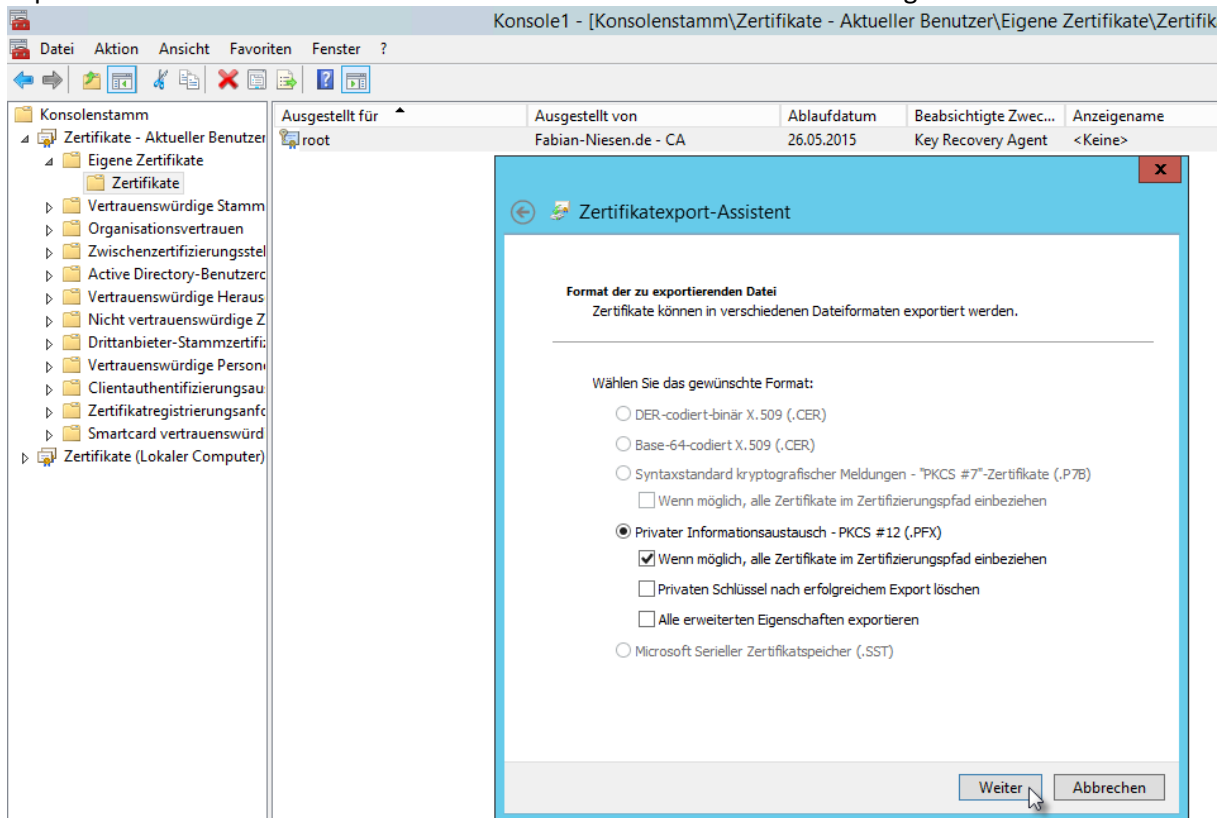 Konsole1 - [Konsolenstamm\Zertifikate - Aktueller Benutzer\Eigene Zertifikate\Zertifik
Datei Aktion Ansicht Favoriten Fenster ?
Konsolenstamm
Zertifikate - Aktueller Benutzer
Eigene Zertifikate
Zertifikate
Vertrauenswürdige Stamm
Organisationsvertrauen
Zwischenzertifizierungsstel
Active Directory-Benutzerc
Vertrauenswürdige Heraus
Nicht vertrauenswürdige Z
Drittanbieter-Stammzertifi
Vertrauenswürdige Person
Clientauthentifizierungsau
Zertifikatregistrierungsanfo
Smartcard vertrauenswürd
Zertifikate (Lokaler Computer)
Ausgestellt für Ausgestellt von Ablaufdatum Beabsichtigte Zwec... Anzeigename
root Fabian-Niesen.de - CA 26.05.2015 Key Recovery Agent <Keine>
x
Zertifikatexport-Assistent
Format der zu exportierenden Datei
Zertifikate können in verschiedenen Dateiformaten exportiert werden.
Wählen Sie das gewünschte Format:
DER-codiert-binär X.509 (.CER)
Base-64-codiert X.509 (.CER)
Syntaxstandard kryptografischer Meldungen - "PKCS #7"-Zertifikate (.P7B)
Wenn möglich, alle Zertifikate im Zertifizierungspfad einbeziehen
Privater Informationsaustausch - PKCS #12 (.PFX)
Wenn möglich, alle Zertifikate im Zertifizierungspfad einbeziehen
Privaten Schlüssel nach erfolgreichem Export löschen
Alle erweiterten Eigenschaften exportieren
Microsoft Serieller Zertifikatspeicher (.SST)
Weiter Abbrechen